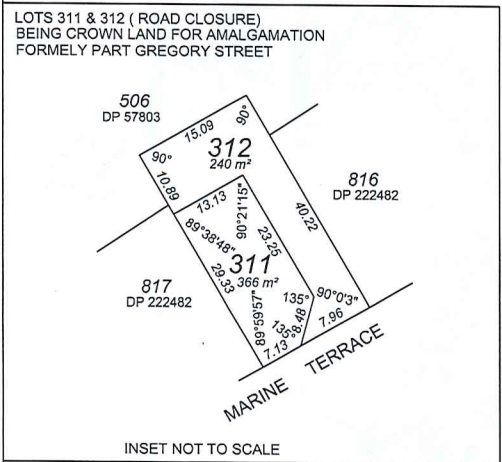 LOTS 311 & 312 ( ROAD CLOSURE)
BEING CROWN LAND FOR AMALGAMATION
FORMELY PART GREGORY STREET
506
DP 57803
15.09
90°
90°
312
240 m²
10.89
816
DP 222482
13.13
90°21'15"
89°38'48"
40.22
23.25
311
366 m²
29.33
817
DP 222482
89°59'57"
135°
90°0'3"
135°
8.48
7.96
7.13
MARINE TERRACE
INSET NOT TO SCALE